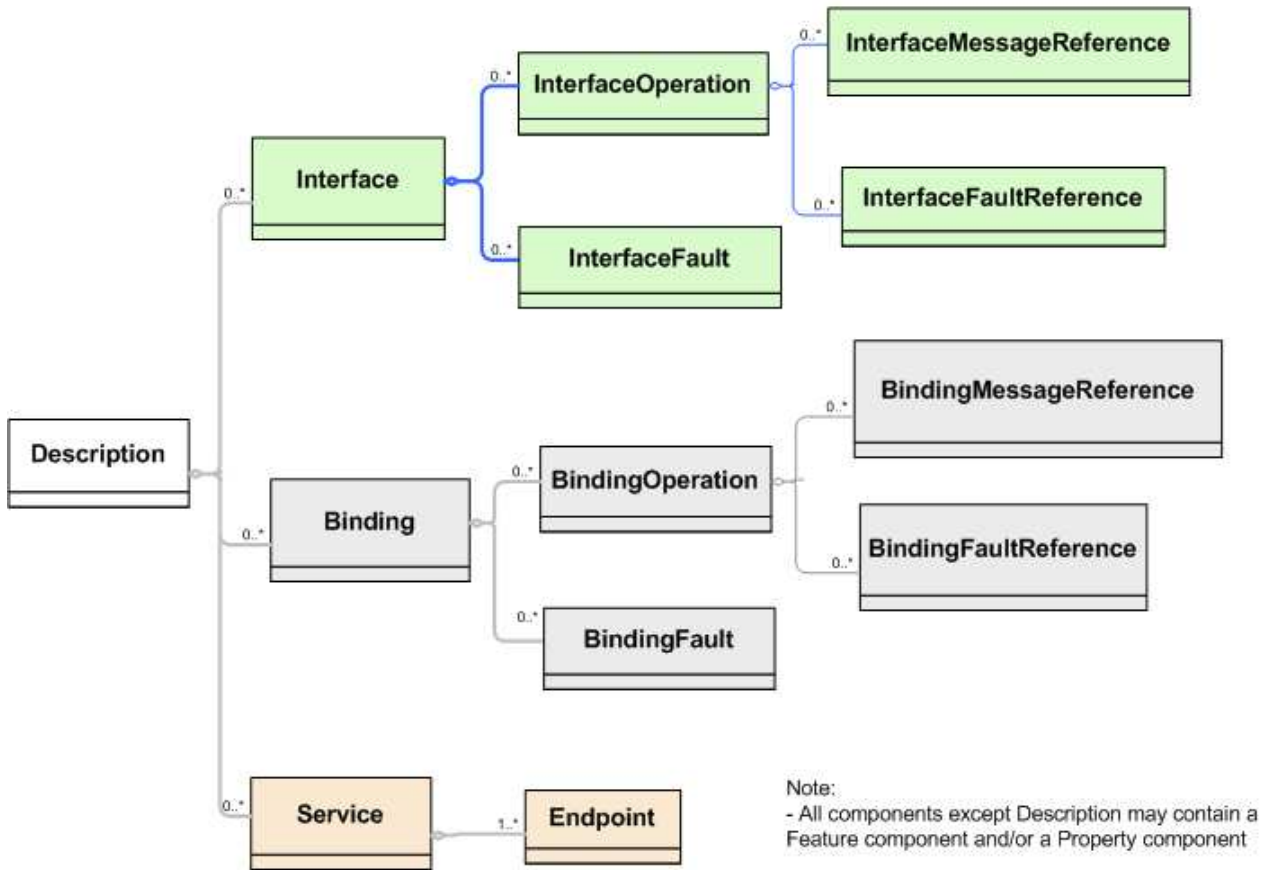 0..*
InterfaceMessageReference
0..*
InterfaceOperation
0..*
Interface
0..*
InterfaceFaultReference
0..*
InterfaceFault
0..*
BindingMessageReference
Description
0..*
BindingOperation
0..*
Binding
0..*
BindingFaultReference
0..*
BindingFault
0..*
Service
1..*
Endpoint
Note:
- All components except Description may contain a
Feature component and/or a Property component